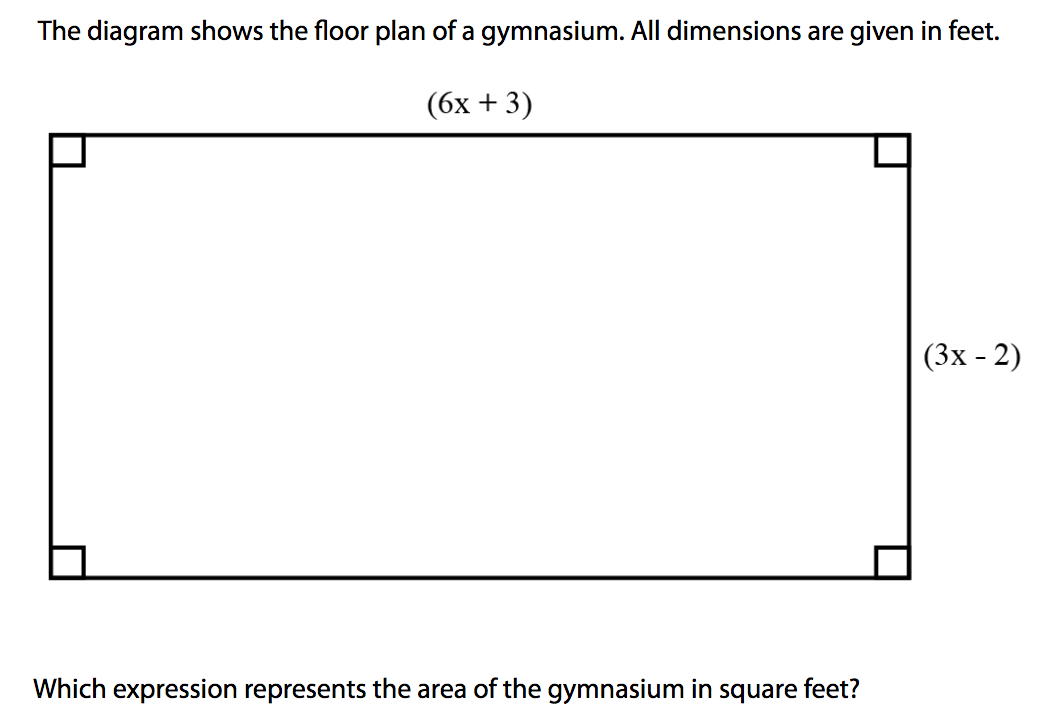 The diagram shows the floor plan of a gymnasium. All dimensions are given in feet.
(6x + 3)
(3x - 2)
Which expression represents the area of the gymnasium in square feet?